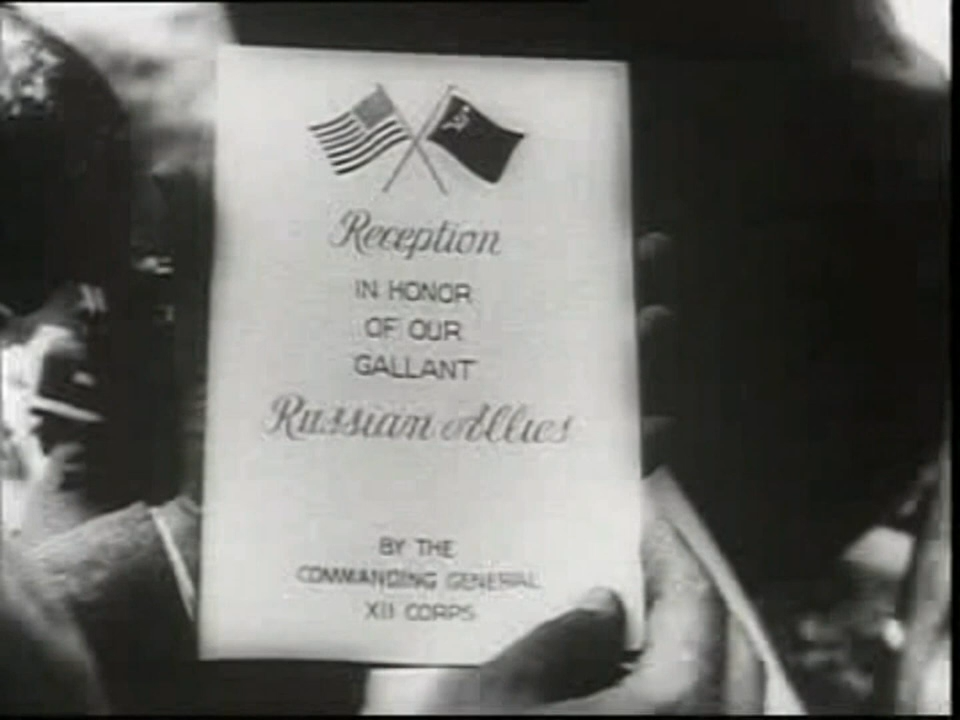 Reception
IN HONOR
OF OUR
GALLANT
Russian Allies
BY THE
COMMANDING GENERAL
XII CORPS